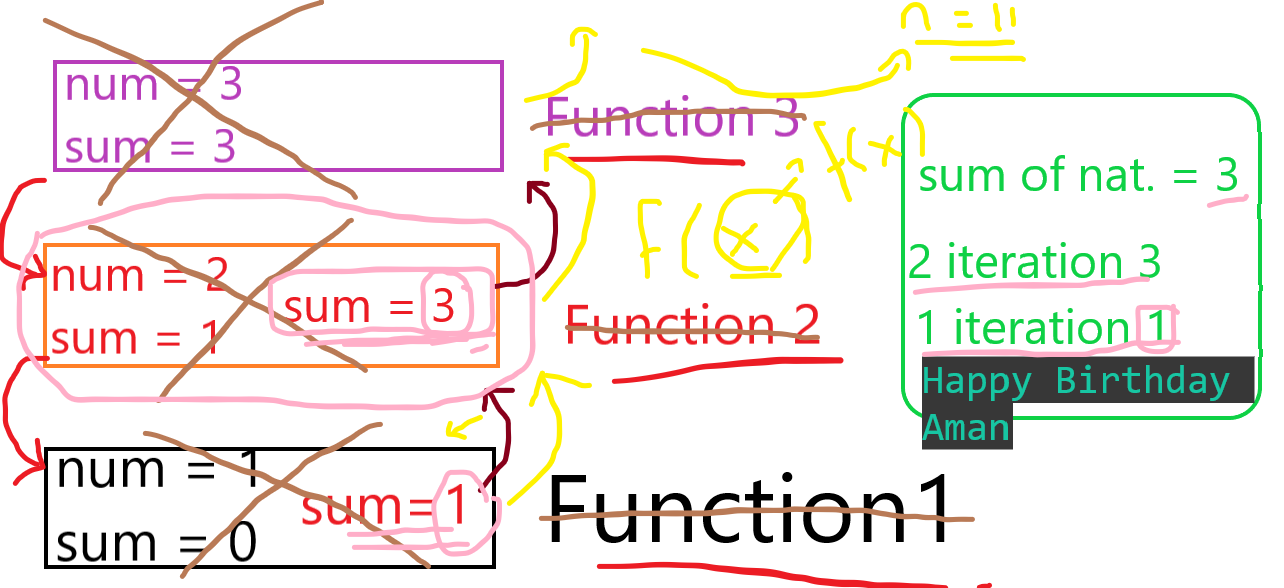 n = 11
num = 3
sum = 3
Function 3
f(x)
F(x)
num = 2
sum = 1
sum = 3
Function 2
num = 1
sum = 0
sum=1
Function1
sum of nat. = 3
2 iteration 3
1 iteration 1
Happy Birthday
Aman